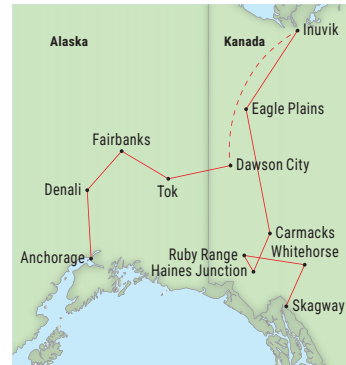 Inuvik
Alaska
Kanada
Eagle Plains
Fairbanks
Dawson City
Denali
Tok
Carmacks
Whitehorse
Ruby Range
Anchorage
Haines Junction
Skagway